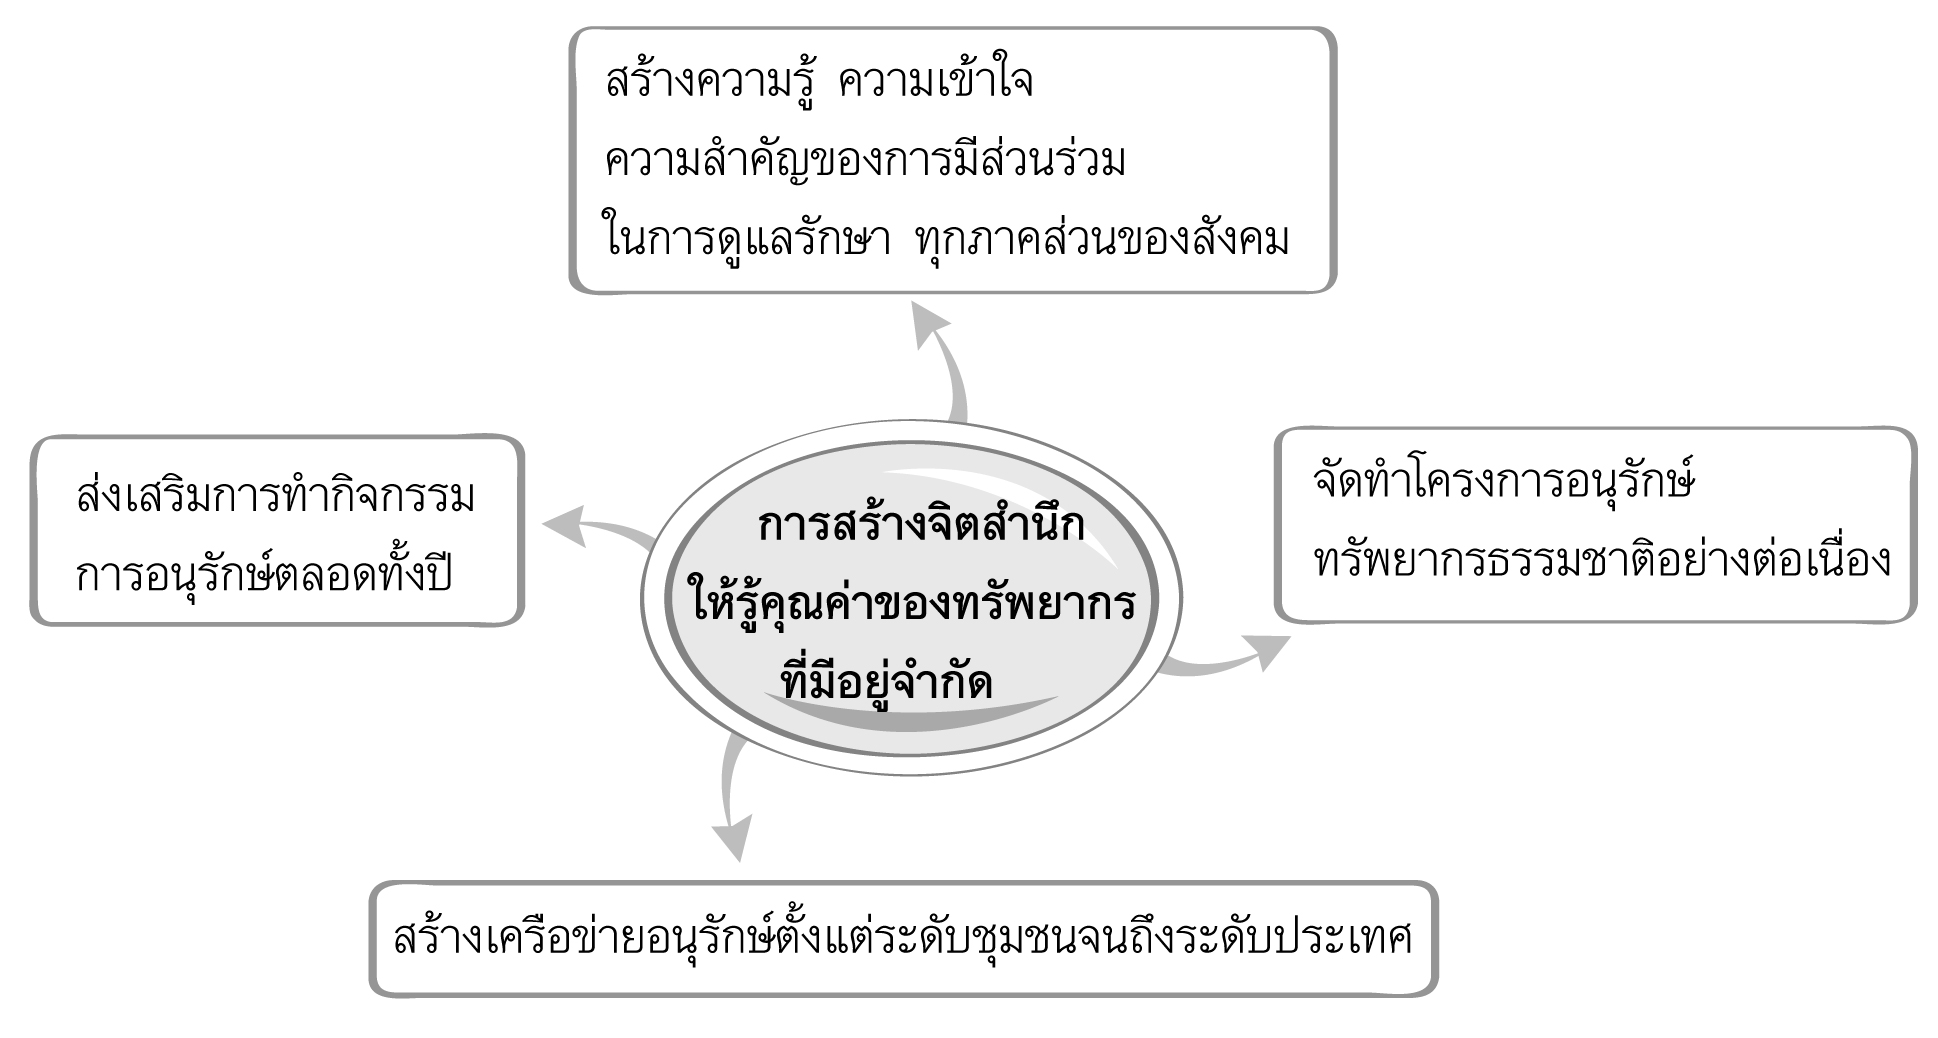 สร้างความรู้ ความเข้าใจ
ความสำคัญของการมีส่วนร่วม
ในการดูแลรักษา ทุกภาคส่วนของสังคม
ส่งเสริมการทำกิจกรรม
การอนุรักษ์ตลอดทั้งปี
การสร้างจิตสำนึก
ให้รู้คุณค่าของทรัพยากร
ที่มีอยู่จำกัด
จัดทำโครงการอนุรักษ์
ทรัพยากรธรรมชาติอย่างต่อเนื่อง
สร้างเครือข่ายอนุรักษ์ตั้งแต่ระดับชุมชนจนถึงระดับประเทศ